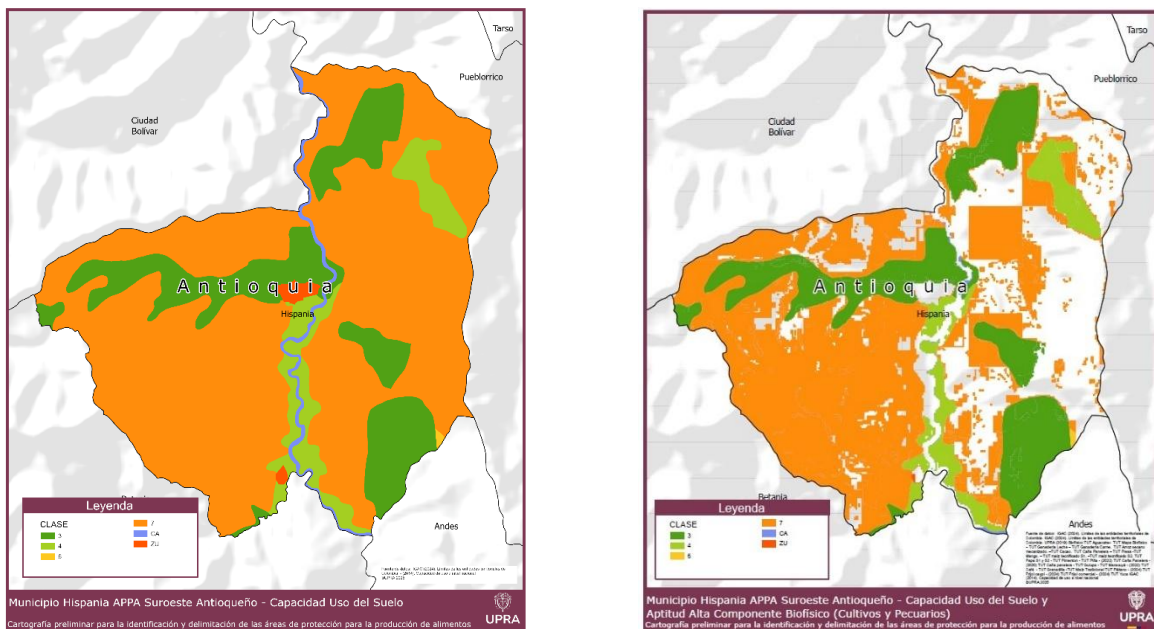 Tarso
Pueblorrico
Ciudad
Bolívar
Antioquia
Hispania
Andes
Leyenda
CLASE
3
4
6
7
CA
ZU
Municipio Hispania APPA Suroeste Antioqueño - Capacidad Uso del Suelo
Cartografía preliminar para la identificación y delimitación de las áreas de protección para la producción de alimentos
UPRA
Tarso
Pueblorrico
Ciudad
Bolívar
Antioquia
Hispania
Betania
Andes
Leyenda
CLASE
3
4
6
7
CA
ZU
Municipio Hispania APPA Suroeste Antioqueño - Capacidad Uso del Suelo y
Aptitud Alta Componente Biofísico (Cultivos y Pecuarios)
Cartografía preliminar para la identificación y delimitación de las áreas de protección para la producción de alimentos
UPRA